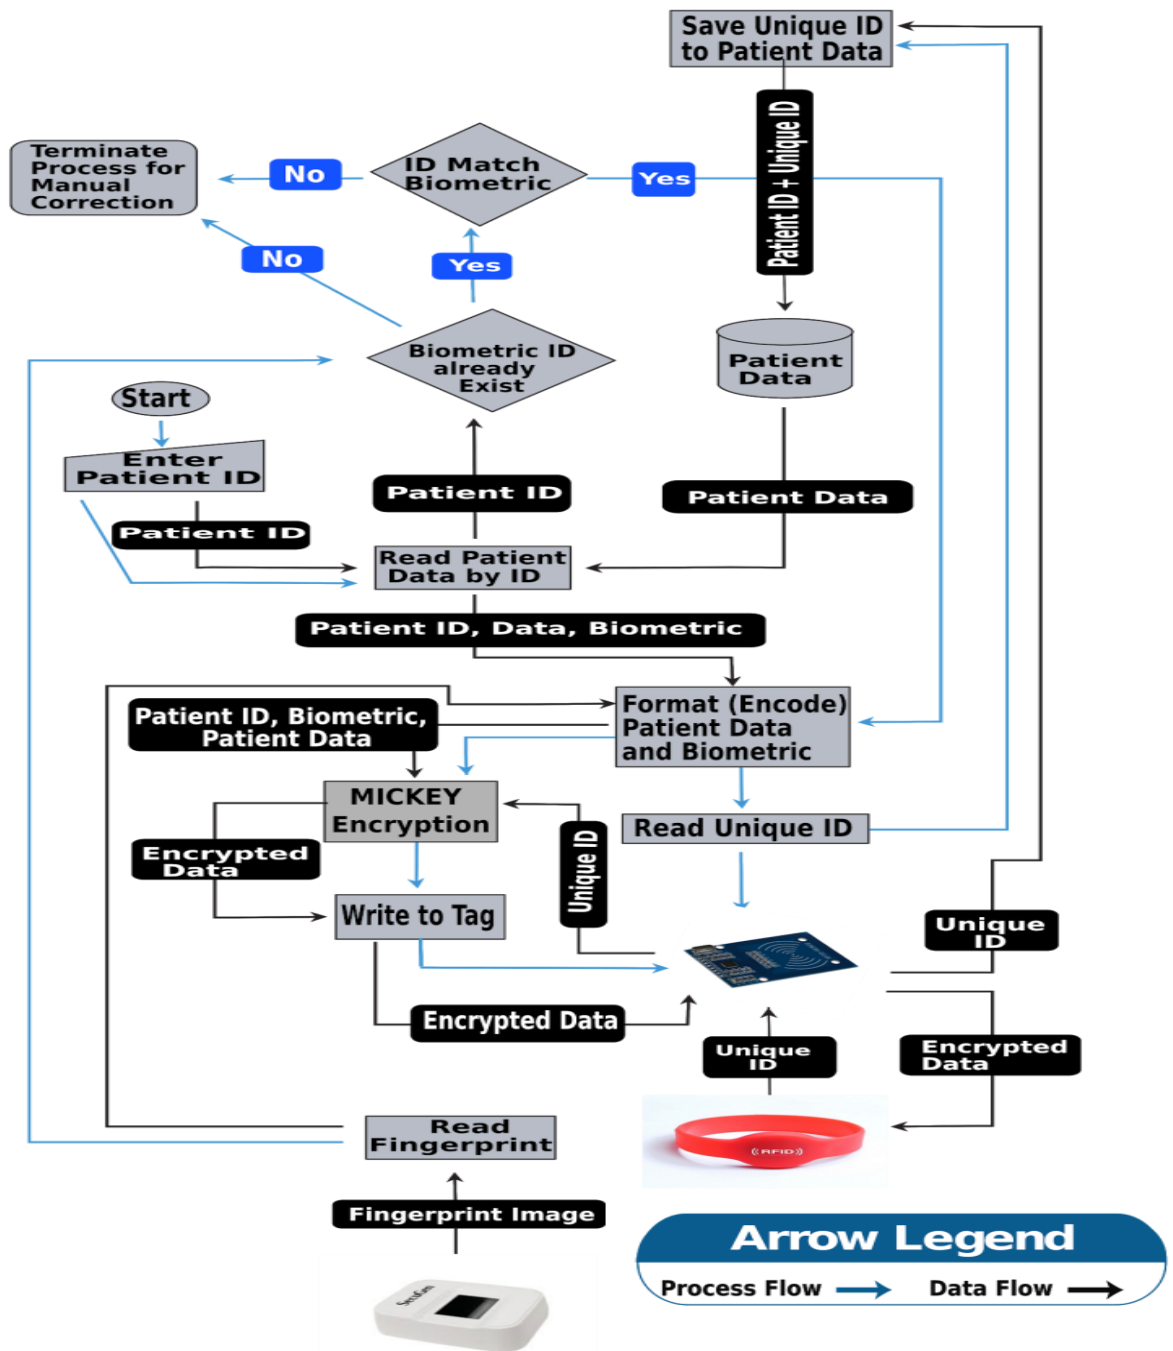 Save Unique ID
to Patient Data
Patient ID + Unique ID
Terminate
Process for
Manual
Correction
No
ID Match
Biometric
Yes
No
Yes
Biometric ID
already
Exist
Patient
Data
Start
Enter
Patient ID
Patient ID
Patient ID
Patient Data
Read Patient
Data by ID
Patient ID, Data, Biometric
Patient ID, Biometric,
Patient Data
Format (Encode)
Patient Data
and Biometric
MICKEY
Encryption
Read Unique ID
Encrypted
Data
Unique ID
Write to Tag
Unique
ID
Encrypted Data
Unique
ID
Encrypted
Data
Read
Fingerprint
((RFID))
Fingerprint Image
SecuGen
Arrow Legend
Process Flow
Data Flow